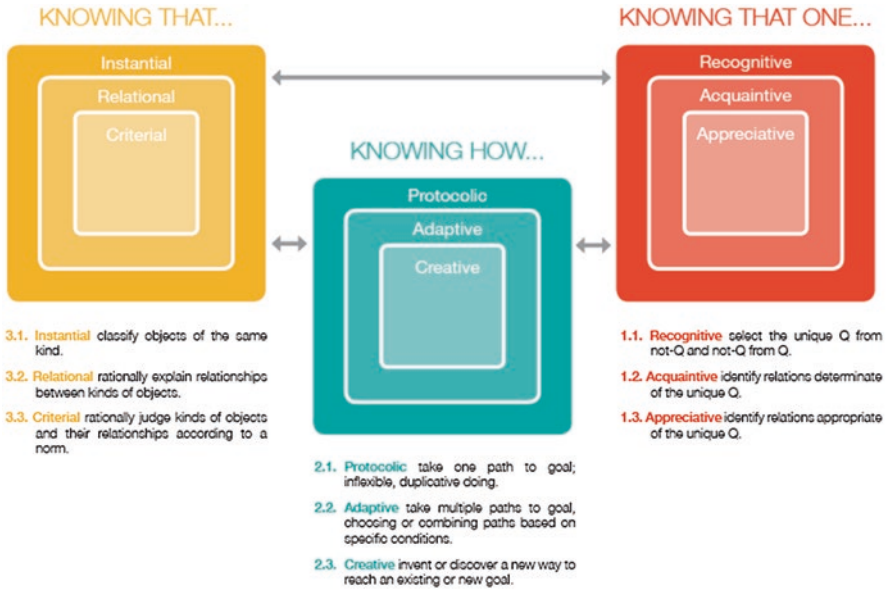 KNOWING THAT...
Instantial
Relational
Criterial
KNOWING HOW...
Protocolic
Adaptive
Creative
KNOWING THAT ONE...
Recognitive
Acquaintive
Appreciative
3.1. Instantial classify objects of the same
kind.
3.2. Relational rationally explain relationships
between kinds of objects.
3.3. Criterial rationally judge kinds of objects
and their relationships according to a
norm.
2.1. Protocolic take one path to goal;
inflexible, duplicative doing.
2.2. Adaptive take multiple paths to goal,
choosing or combining paths based on
specific conditions.
2.3. Creative invent or discover a new way to
reach an existing or new goal.
1.1. Recognitive select the unique Q from
not-Q and not-Q from Q.
1.2. Acquaintive identify relations determinate
of the unique Q.
1.3. Appreciative identify relations appropriate
of the unique Q.